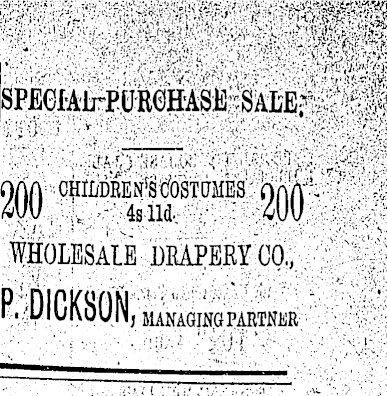 SPECIAL PURCHASE SALE.
200 CHILDREN'S COSTUMES 200
4s 11d.
WHOLESALE DRAPERY CO.,
P. DICKSON, MANAGING PARTNER